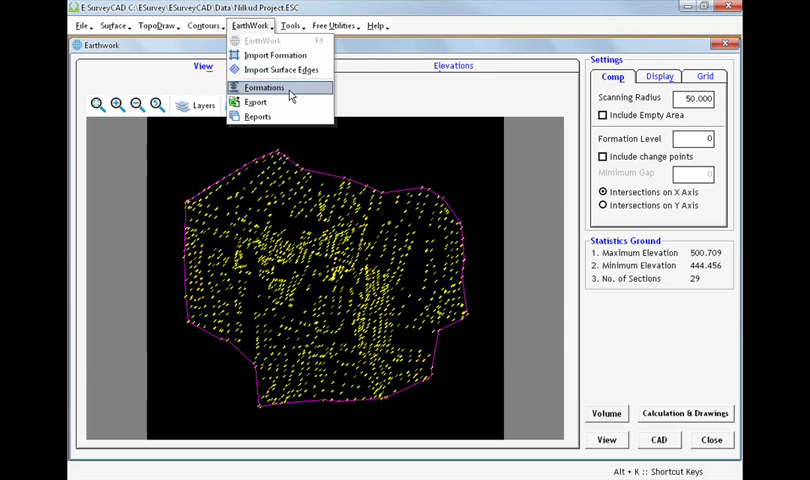 E SurveyCAD C:\ESurvey\ESurveyCAD\Data\Nilkud Project.ESC
File Surface TopoDraw Contours EarthWork Tools Free Utilities Help
Earthwork
EarthWork F9
Import Formation
Import Surface Edges
Formations
Export
Reports
View Elevations
Layers
Settings
Comp Display Grid
Scanning Radius 50.000
Include Empty Area
Formation Level 0
Include change points
Mimimum Gap 0
Intersections on X Axis
Intersections on Y Axis
Statistics Ground
1. Maximum Elevation 500.709
2. Minimum Elevation 444.456
3. No. of Sections 29
Volume Calculation & Drawings
View CAD Close
Alt + K :: Shortcut Keys